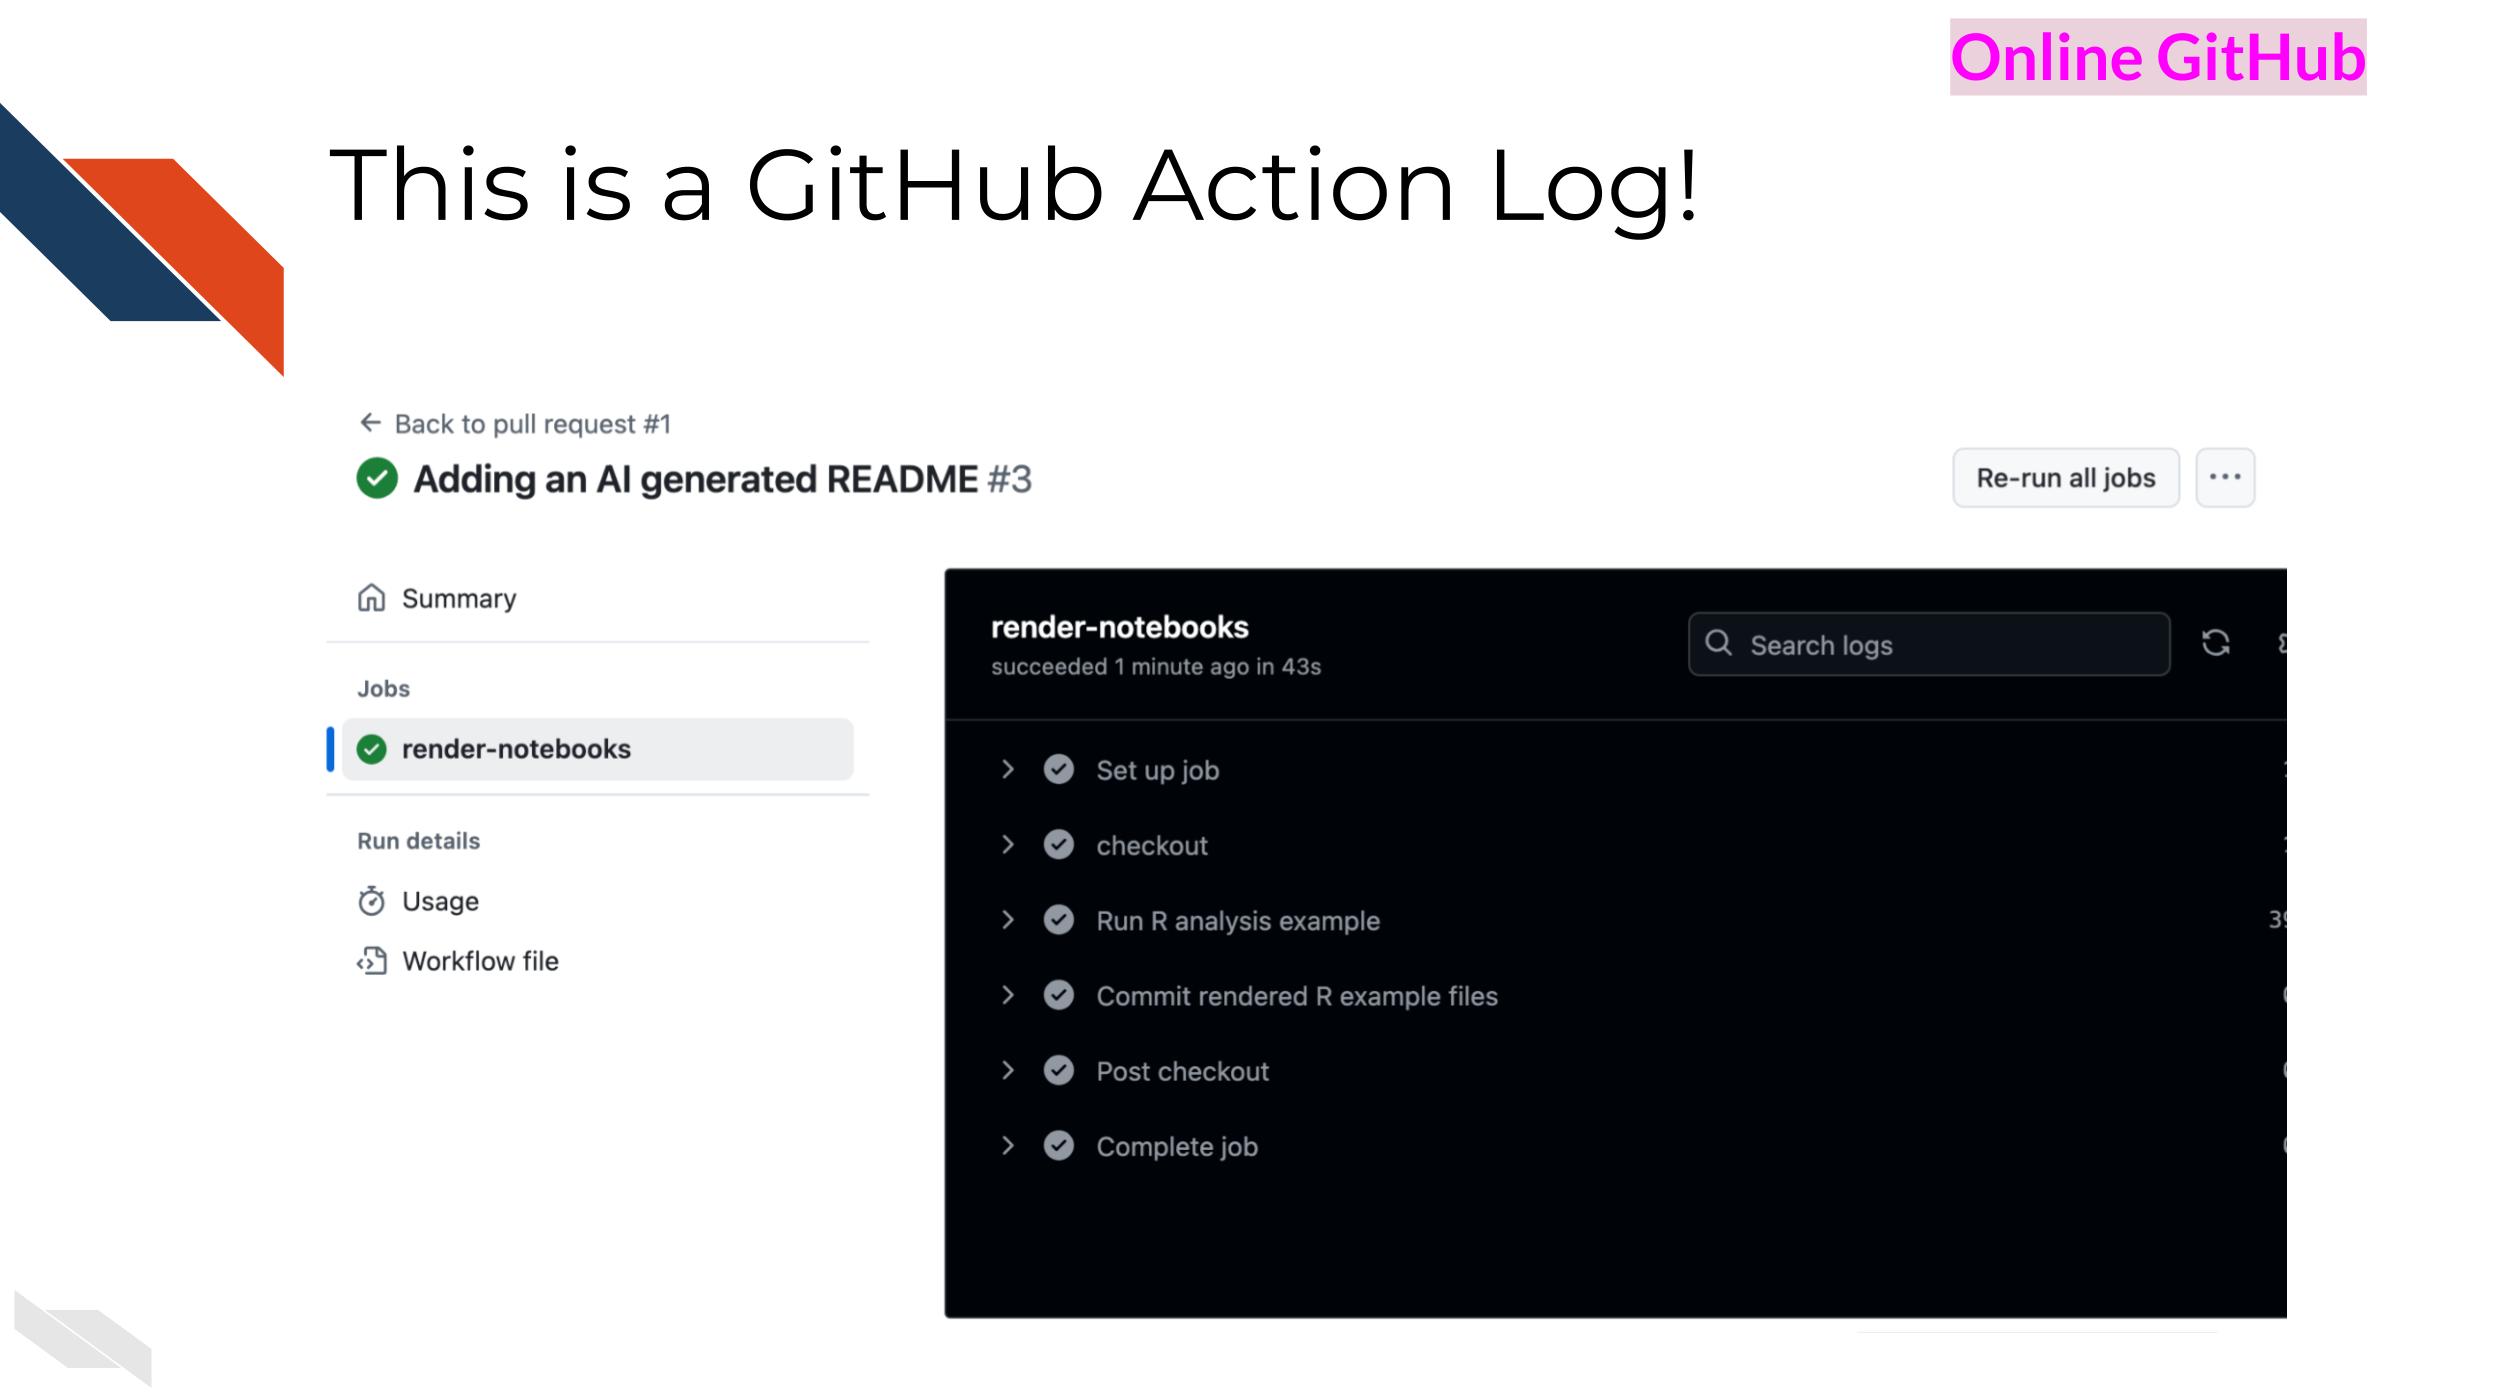 Online GitHub
This is a GitHub Action Log!
Back to pull request #1
Adding an AI generated README #3
Re-run all jobs
Summary
Jobs
render-notebooks
Run details
Usage
Workflow file
render-notebooks
succeeded 1 minute ago in 43s
Search logs
Set up job
checkout
Run R analysis example
Commit rendered R example files
Post checkout
Complete job